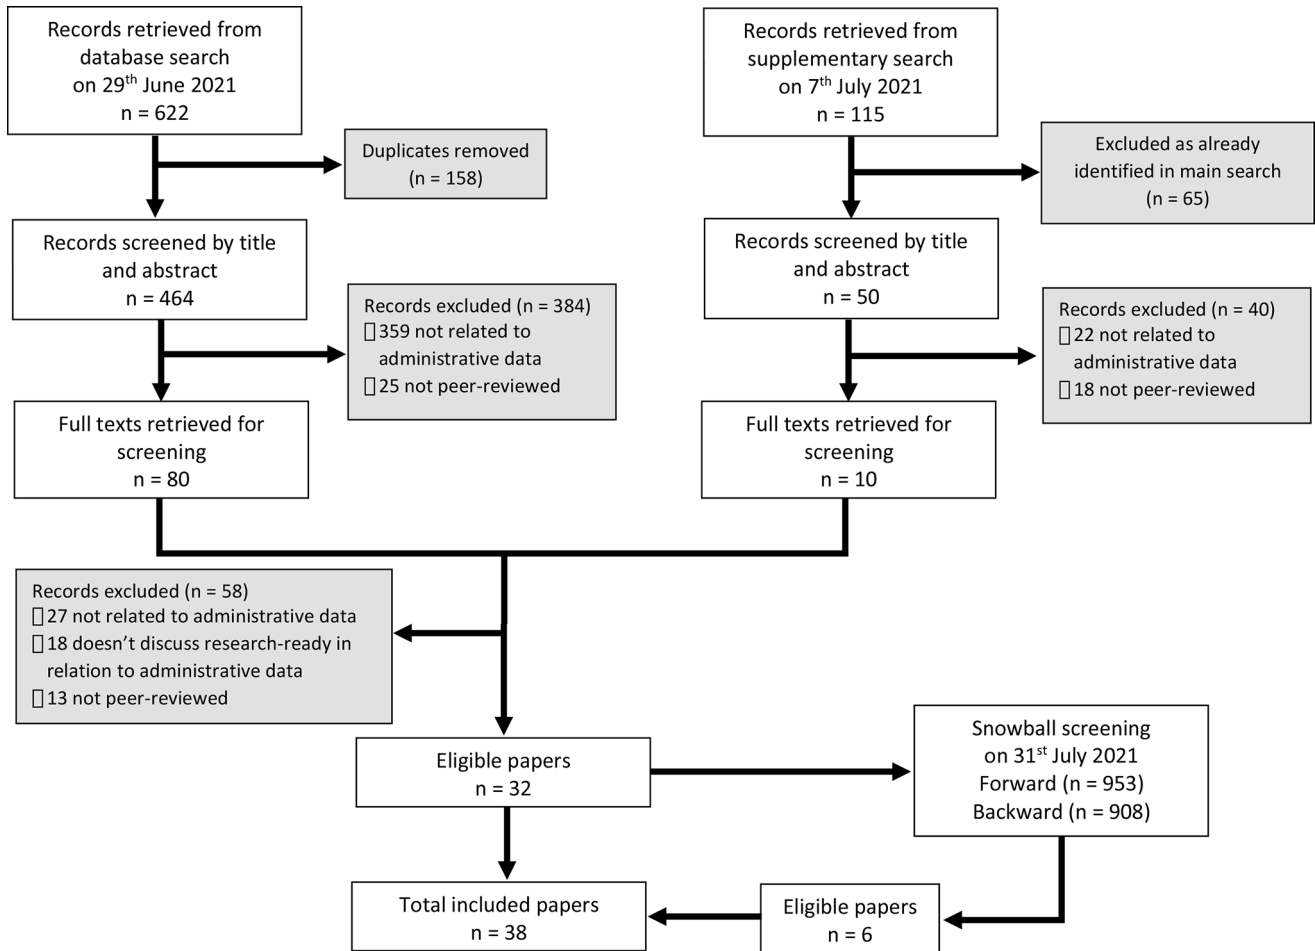 Records retrieved from
database search
on 29th June 2021
n = 622
Duplicates removed
(n = 158)
Records screened by title
and abstract
n = 464
Records excluded (n = 384)
359 not related to
administrative data
25 not peer-reviewed
Full texts retrieved for
screening
n = 80
Records retrieved from
supplementary search
on 7th July 2021
n = 115
Excluded as already
identified in main search
(n = 65)
Records screened by title
and abstract
n = 50
Records excluded (n = 40)
22 not related to
administrative data
18 not peer-reviewed
Full texts retrieved for
screening
n = 10
Records excluded (n = 58)
27 not related to administrative data
18 doesn't discuss research-ready in
relation to administrative data
13 not peer-reviewed
Eligible papers
n = 32
Snowball screening
on 31st July 2021
Forward (n = 953)
Backward (n = 908)
Eligible papers
n = 6
Total included papers
n = 38